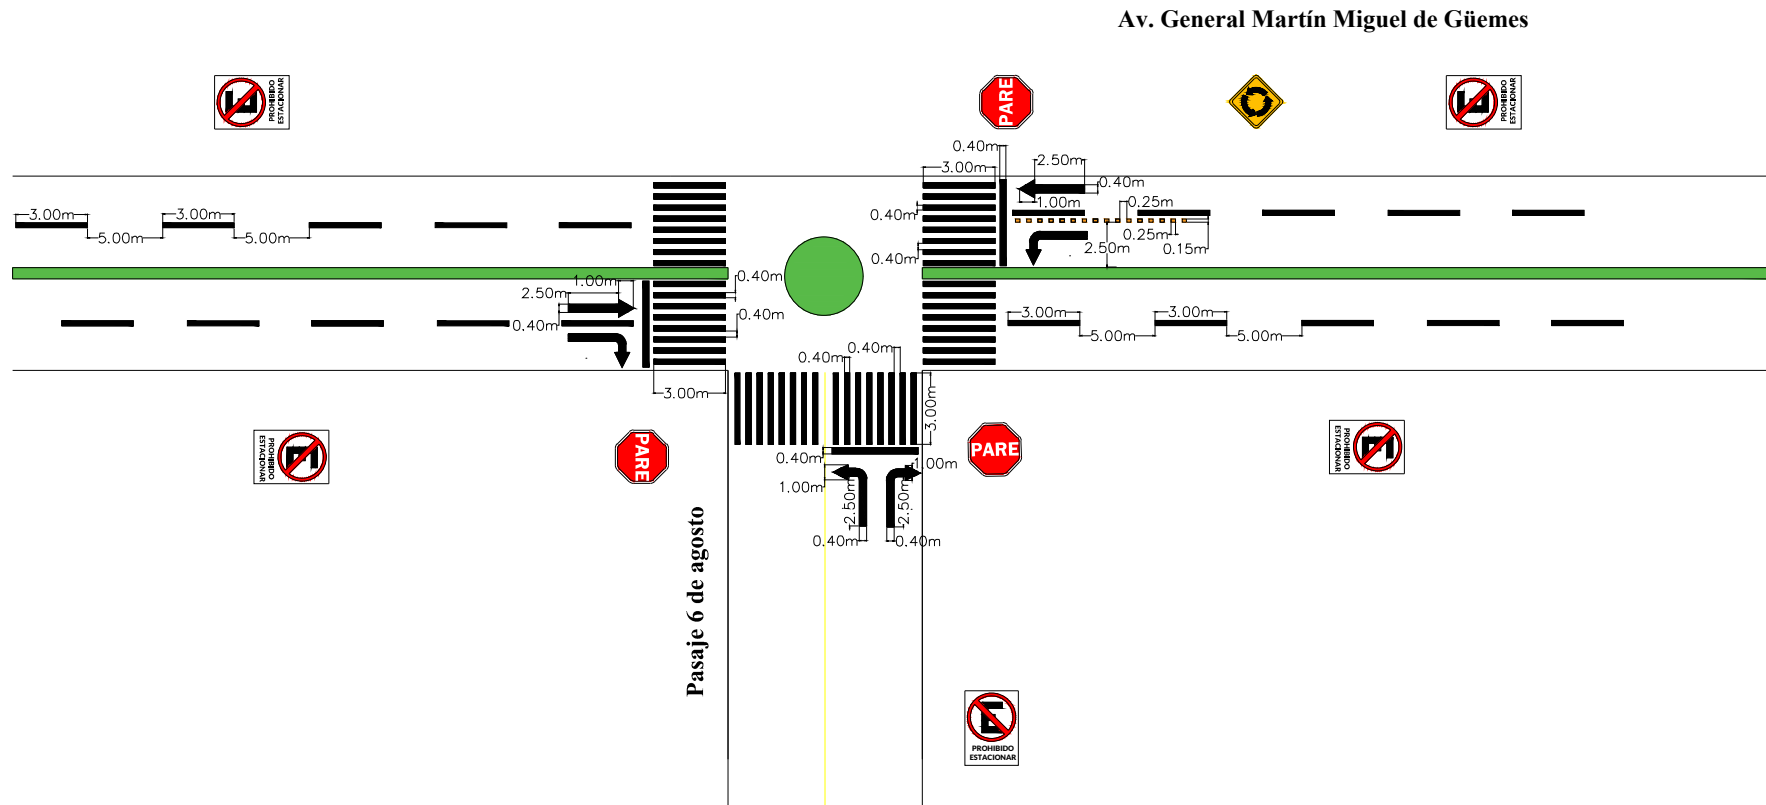 Av. General Martín Miguel de Güemes
PROHIBIDO
ESTACIONAR
PARE
PROHIBIDO
ESTACIONAR
0.40m
2.50m
3.00m
0.40m
1.00m
0.25m
0.40m
3.00m
3.00m
5.00m
5.00m
0.25m
0.15m
2.50m
0.40m
1.00m
0.40m
2.50m
0.40m
0.40m
3.00m
3.00m
5.00m
5.00m
0.40m
0.40m
3.00m
3.00m
PROHIBIDO
ESTACIONAR
PARE
PARE
PROHIBIDO
ESTACIONAR
0.40m
1.00m
1.00m
2.50m
2.50m
0.40m
0.40m
Pasaje 6 de agosto
PROHIBIDO
ESTACIONAR